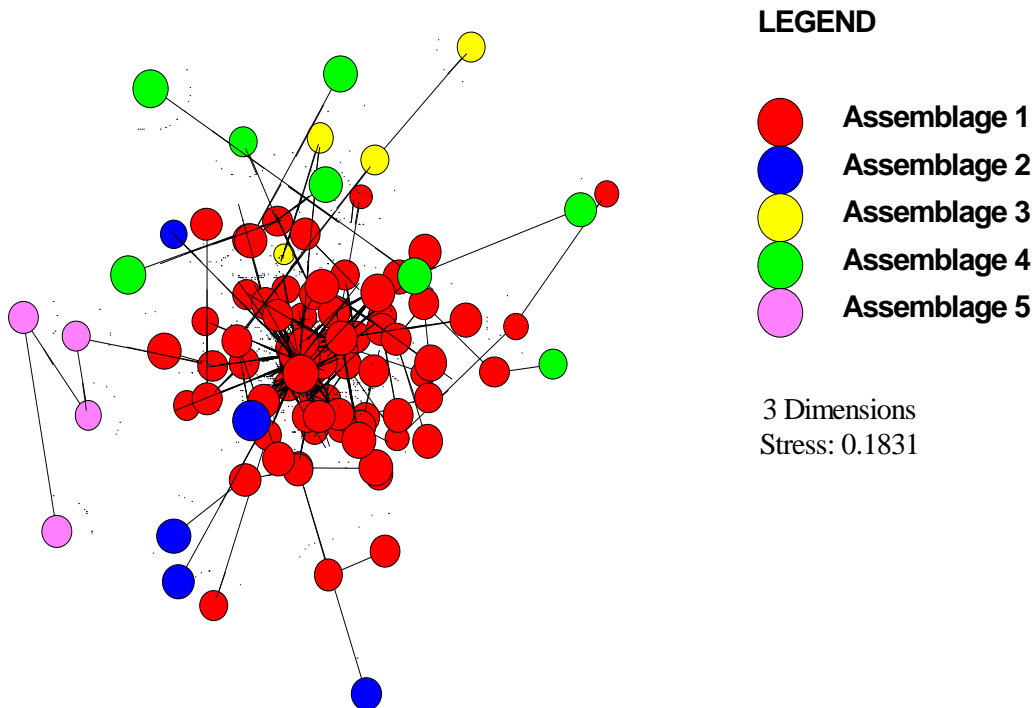 LEGEND
Assemblage 1
Assemblage 2
Assemblage 3
Assemblage 4
Assemblage 5
3 Dimensions
Stress: 0.1831